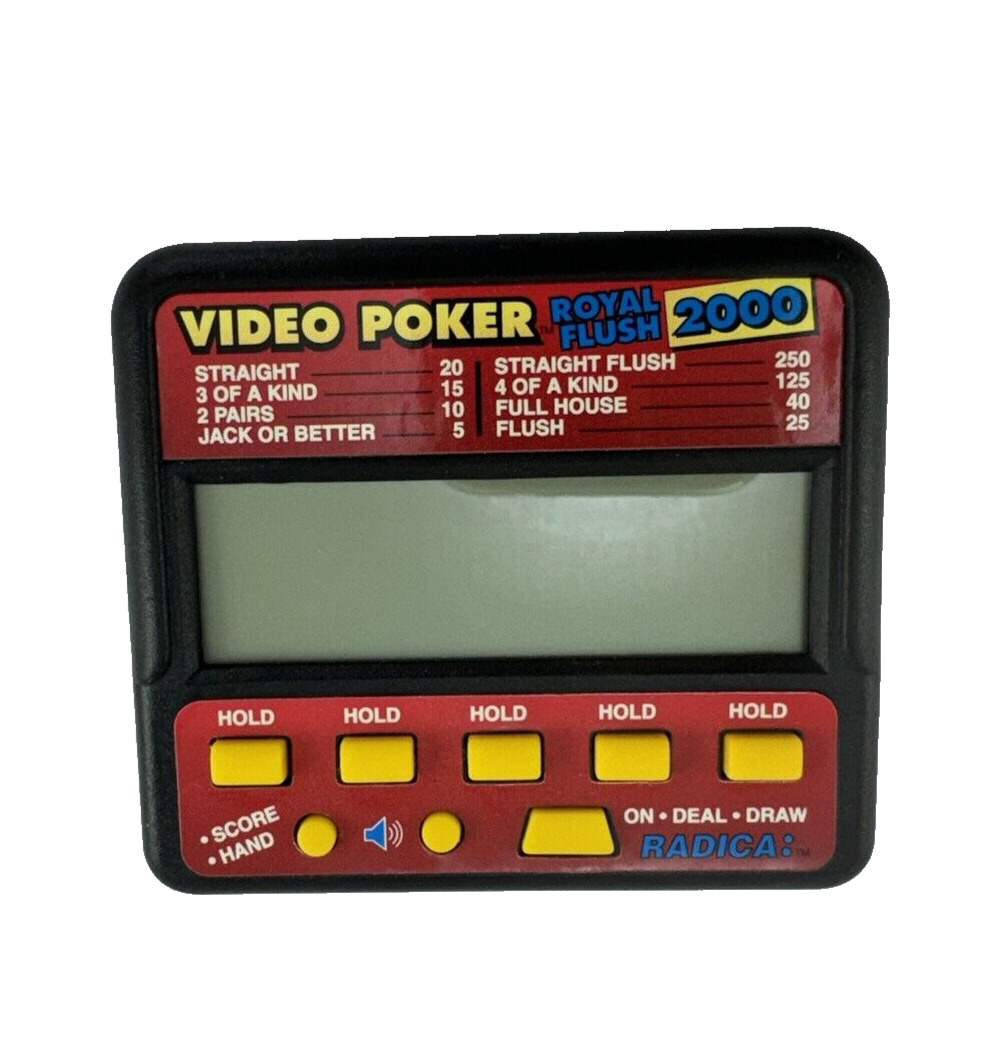 VIDEO POKER™ ROYAL FLUSH 2000
STRAIGHT 20
3 OF A KIND 15
2 PAIRS 10
JACK OR BETTER 5
STRAIGHT FLUSH 250
4 OF A KIND 125
FULL HOUSE 40
FLUSH 25
HOLD HOLD HOLD HOLD HOLD
• SCORE
• HAND
ON • DEAL • DRAW
RADICA:™